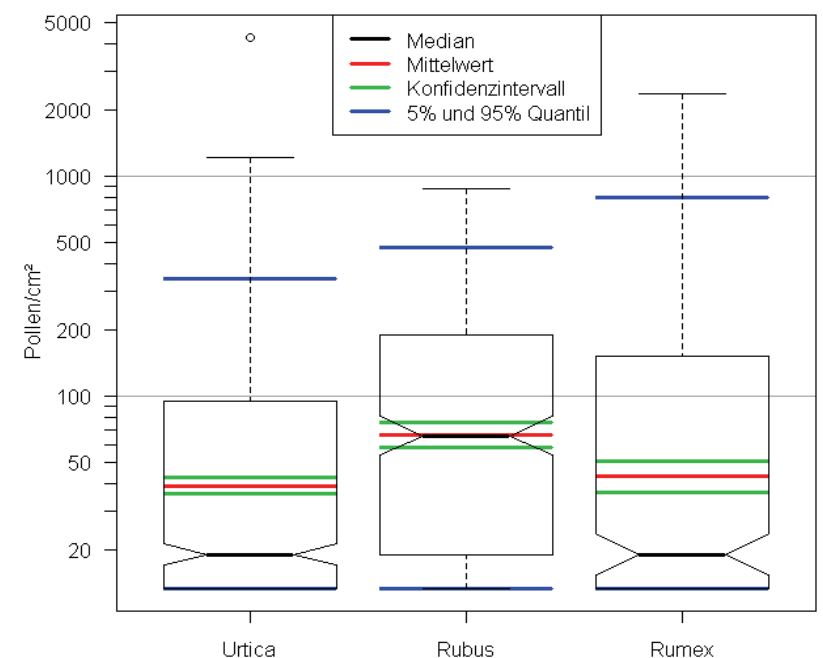 5000
2000
1000
500
200
100
50
20
Pollen/cm²
Median
Mittelwert
Konfidenzintervall
5% und 95% Quantil
Urtica
Rubus
Rumex